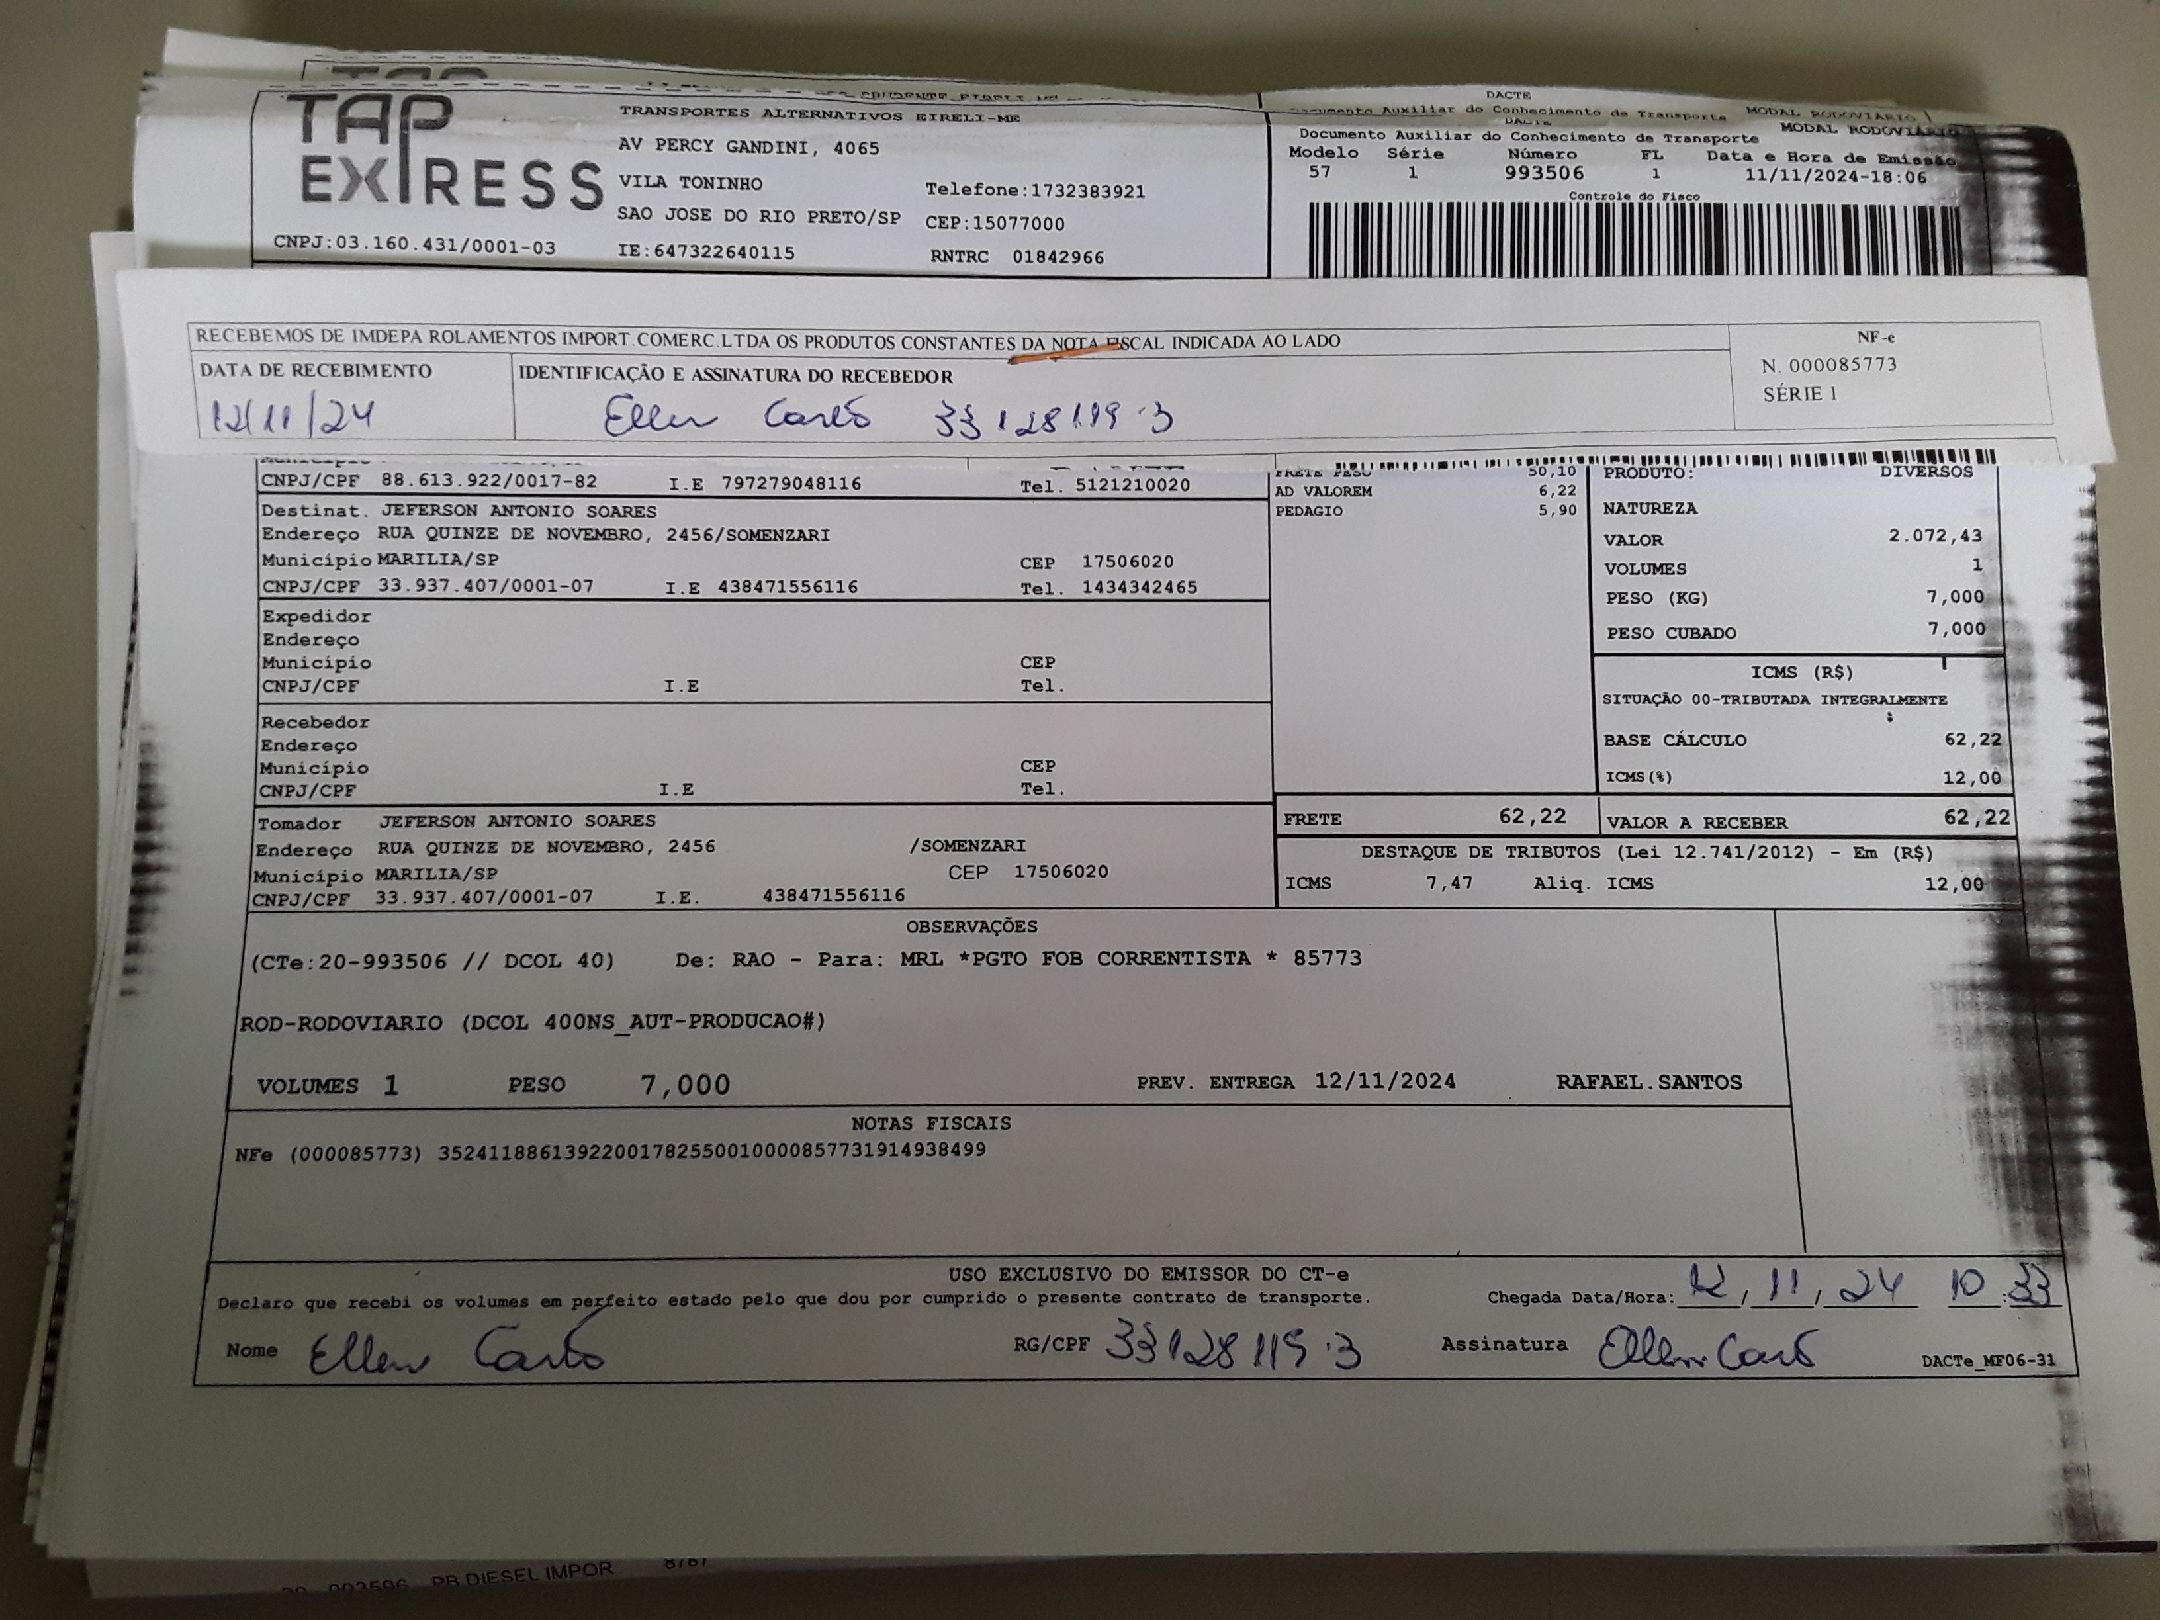 TAP EXPRESS
TRANSPORTES ALTERNATIVOS EIRELI-ME
AV PERCY GANDINI, 4065
VILA TONINHO Telefone:1732383921
SAO JOSE DO RIO PRETO/SP CEP:15077000
CNPJ:03.160.431/0001-03 IE:647322640115 RNTRC 01842966
DACTE
Documento Auxiliar do Conhecimento de Transporte MODAL RODOVIARIO
DACTE
Documento Auxiliar do Conhecimento de Transporte MODAL RODOVIARIO
Modelo Série Número FL Data e Hora de Emissão
57 1 993506 1 11/11/2024-18:06
Controle do Fisco
RECEBEMOS DE IMDEPA ROLAMENTOS IMPORT.COMERC.LTDA OS PRODUTOS CONSTANTES DA NOTA FISCAL INDICADA AO LADO
NF-e
N. 000085773
SÉRIE 1
DATA DE RECEBIMENTO IDENTIFICAÇÃO E ASSINATURA DO RECEBEDOR
12/11/24 Ellen 33128119.3
CNPJ/CPF 88.613.922/0017-82 I.E 797279048116 Tel. 5121210020
Destinat. JEFERSON ANTONIO SOARES
Endereço RUA QUINZE DE NOVEMBRO, 2456/SOMENZARI
Município MARILIA/SP CEP 17506020
CNPJ/CPF 33.937.407/0001-07 I.E 438471556116 Tel. 1434342465
Expedidor
Endereço
Município CEP
CNPJ/CPF I.E Tel.
Recebedor
Endereço
Município CEP
CNPJ/CPF I.E Tel.
Tomador JEFERSON ANTONIO SOARES
Endereço RUA QUINZE DE NOVEMBRO, 2456 /SOMENZARI
Município MARILIA/SP CEP 17506020
CNPJ/CPF 33.937.407/0001-07 I.E. 438471556116
FRETE PESO 50,10
AD VALOREM 6,22
PEDAGIO 5,90
FRETE 62,22
PRODUTO: DIVERSOS
NATUREZA
VALOR 2.072,43
VOLUMES 1
PESO (KG) 7,000
PESO CUBADO 7,000
ICMS (R$)
SITUAÇÃO 00-TRIBUTADA INTEGRALMENTE
BASE CÁLCULO 62,22
ICMS(%) 12,00
VALOR A RECEBER 62,22
DESTAQUE DE TRIBUTOS (Lei 12.741/2012) - Em (R$)
ICMS 7,47 Aliq. ICMS 12,00
OBSERVAÇÕES
(CTe:20-993506 // DCOL 40) De: RAO - Para: MRL *PGTO FOB CORRENTISTA * 85773
ROD-RODOVIARIO (DCOL 400NS_AUT-PRODUCAO#)
VOLUMES 1 PESO 7,000 PREV. ENTREGA 12/11/2024 RAFAEL.SANTOS
NOTAS FISCAIS
NFe (000085773) 35241188613922001782550010000857731914938499
USO EXCLUSIVO DO EMISSOR DO CT-e
Declaro que recebi os volumes em perfeito estado pelo que dou por cumprido o presente contrato de transporte. Chegada Data/Hora: 12/11/24 10:33
Nome Ellen RG/CPF 33128119.3 Assinatura Ellen
DACTe_MF06-31
PB DIESEL IMPOR